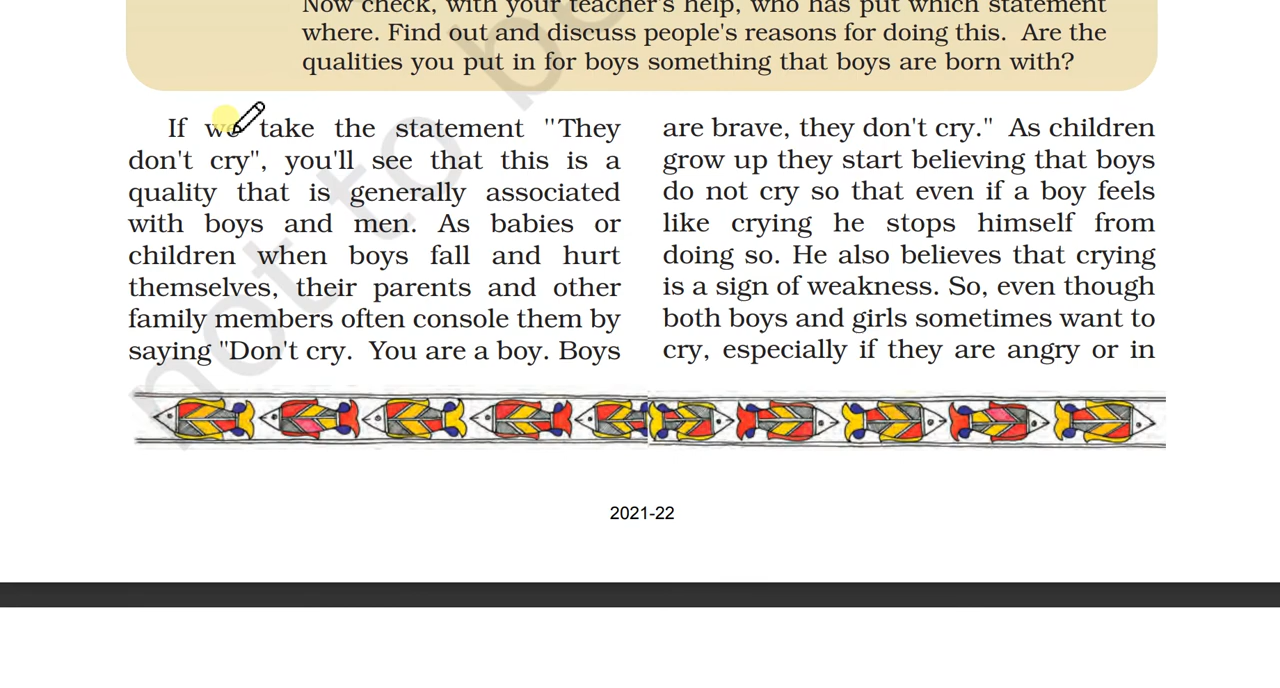 Now check, with your teacher's help, who has put which statement
where. Find out and discuss people's reasons for doing this. Are the
qualities you put in for boys something that boys are born with?
If we take the statement "They
don't cry", you'll see that this is a
quality that is generally associated
with boys and men. As babies or
children when boys fall and hurt
themselves, their parents and other
family members often console them by
saying "Don't cry. You are a boy. Boys
are brave, they don't cry." As children
grow up they start believing that boys
do not cry so that even if a boy feels
like crying he stops himself from
doing so. He also believes that crying
is a sign of weakness. So, even though
both boys and girls sometimes want to
cry, especially if they are angry or in
not to be
2021-22